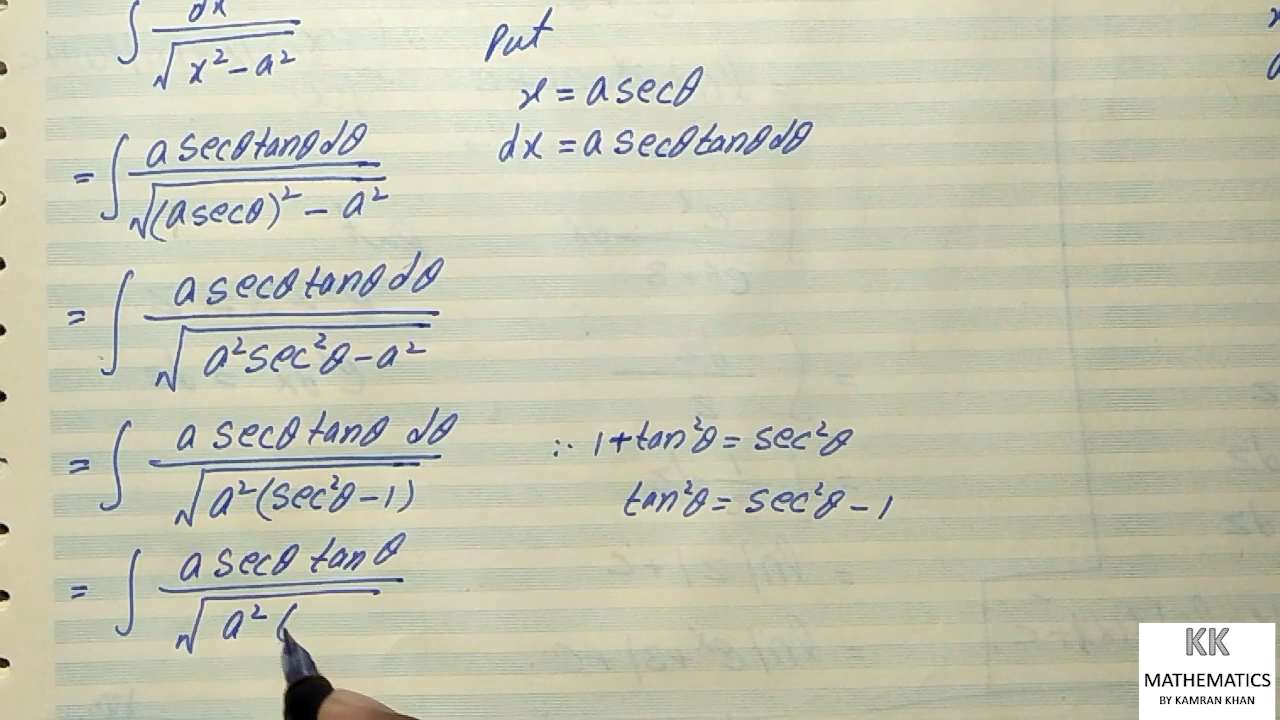 ∫ dx / √(x² − a²)
Put
x = a secθ
dx = a secθ tanθ dθ
= ∫ a secθ tanθ dθ / √((a secθ)² − a²)
= ∫ a secθ tanθ dθ / √(a² sec²θ − a²)
= ∫ a secθ tanθ dθ / √(a²(sec²θ − 1))
∴ 1 + tan²θ = sec²θ
tan²θ = sec²θ − 1
= ∫ a secθ tanθ / √(a² (
KK
MATHEMATICS
BY KAMRAN KHAN